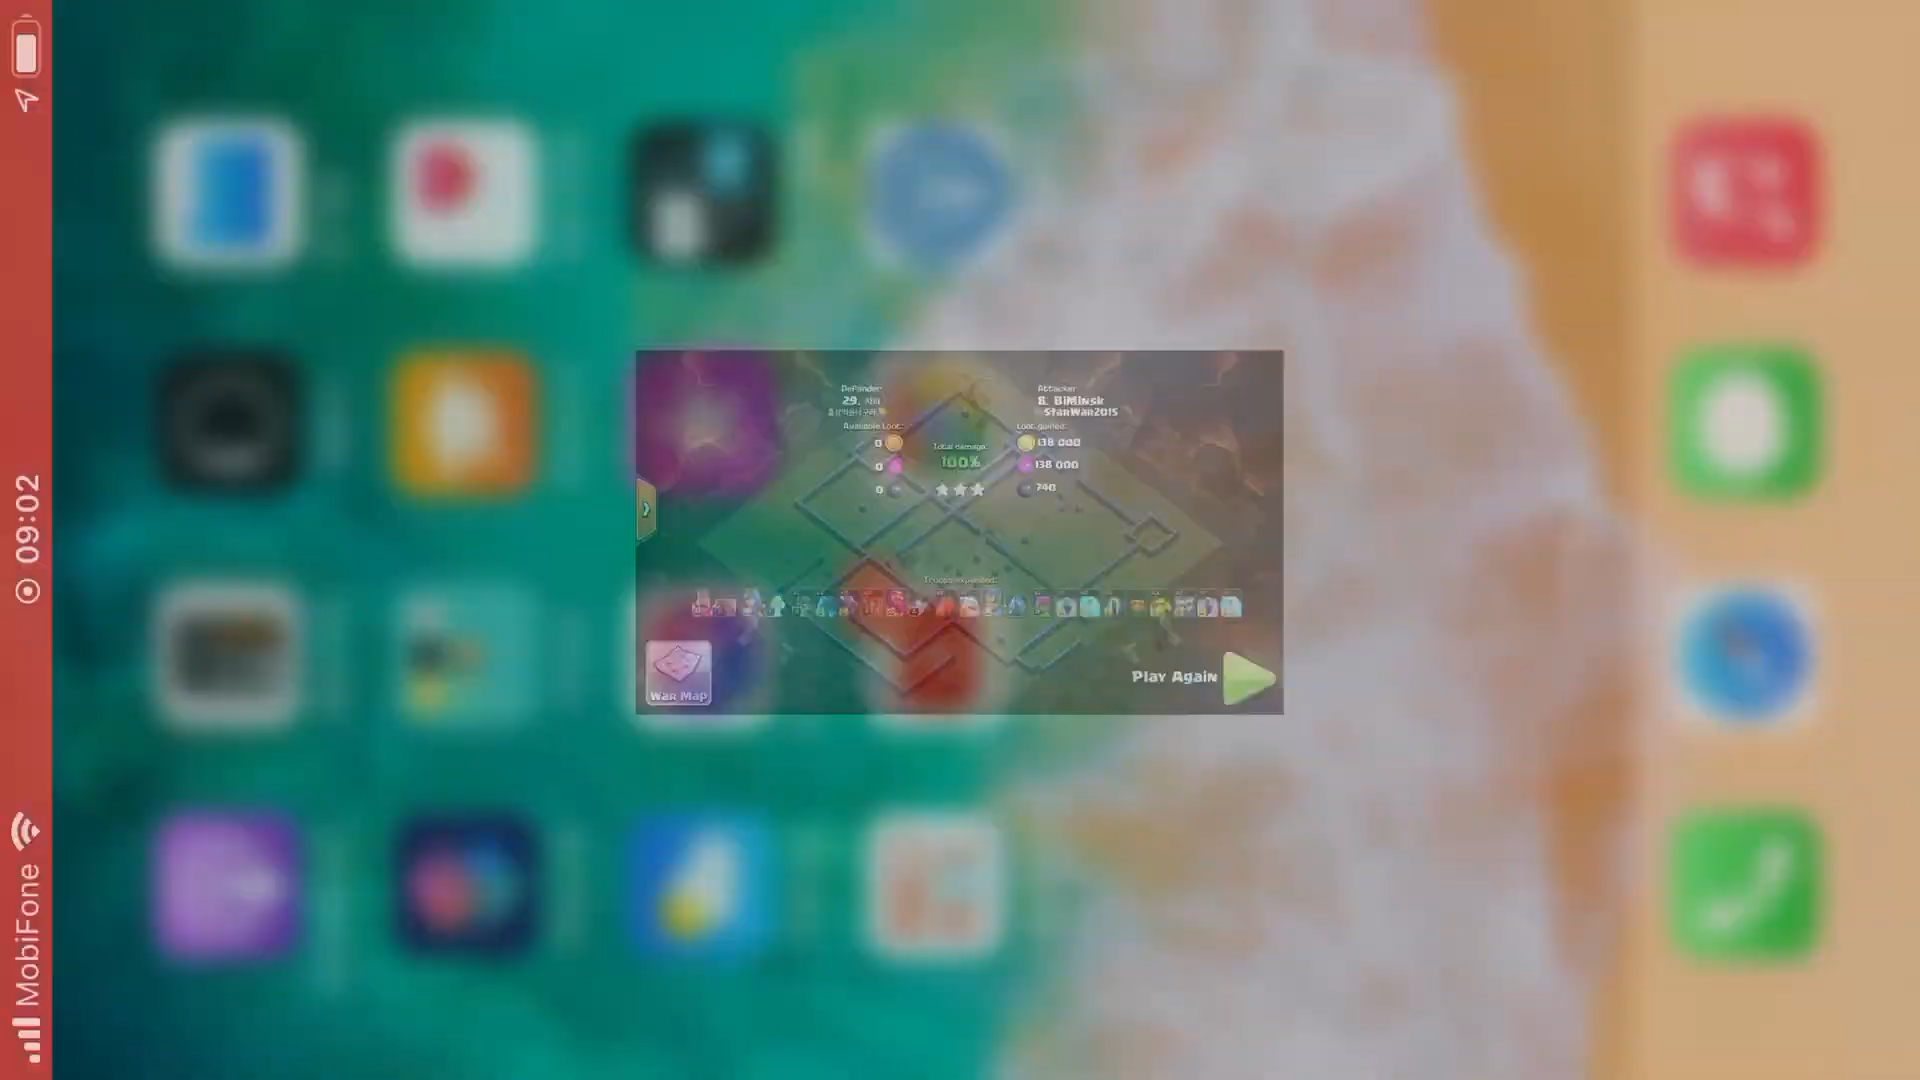 09:02
MobiFone
Defender:
29.
Available Loot:
0
0
0
Total damage:
100%
Attacker:
8. BiMinsk
StanWan2015
Loot gained:
138 000
138 000
740
Troops expended:
War Map
Play Again